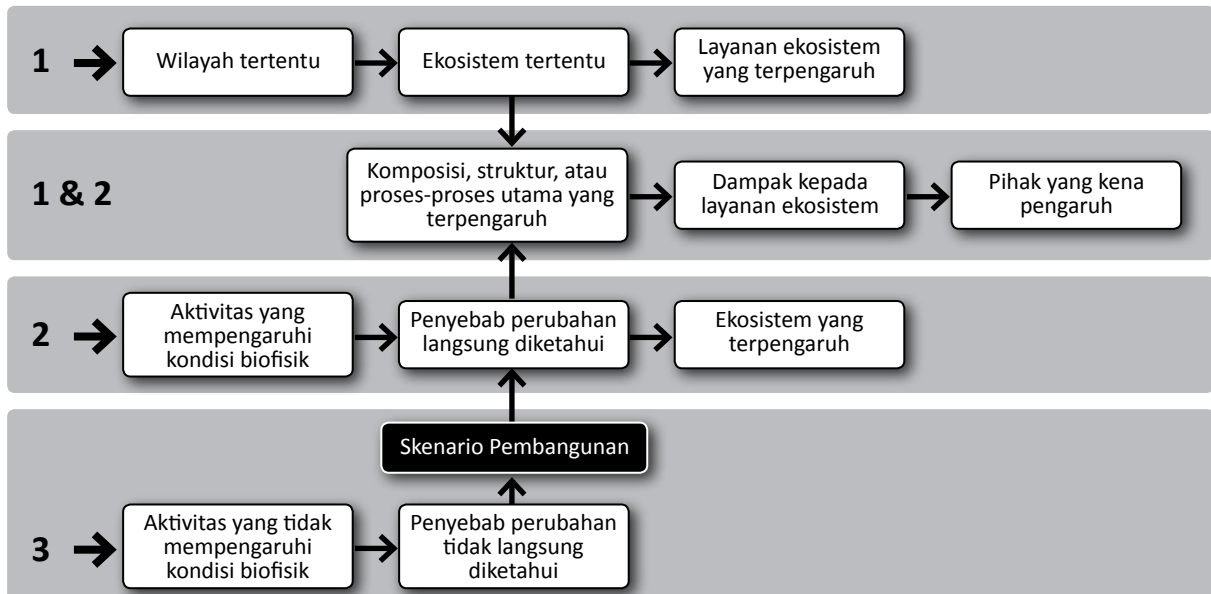 1
Wilayah tertentu
Ekosistem tertentu
Layanan ekosistem
yang terpengaruh
1 & 2
Komposisi, struktur, atau
proses-proses utama yang
terpengaruh
Dampak kepada
layanan ekosistem
Pihak yang kena
pengaruh
2
Aktivitas yang
mempengaruhi
kondisi biofisik
Penyebab perubahan
langsung diketahui
Ekosistem yang
terpengaruh
Skenario Pembangunan
3
Aktivitas yang tidak
mempengaruhi
kondisi biofisik
Penyebab perubahan
tidak langsung
diketahui